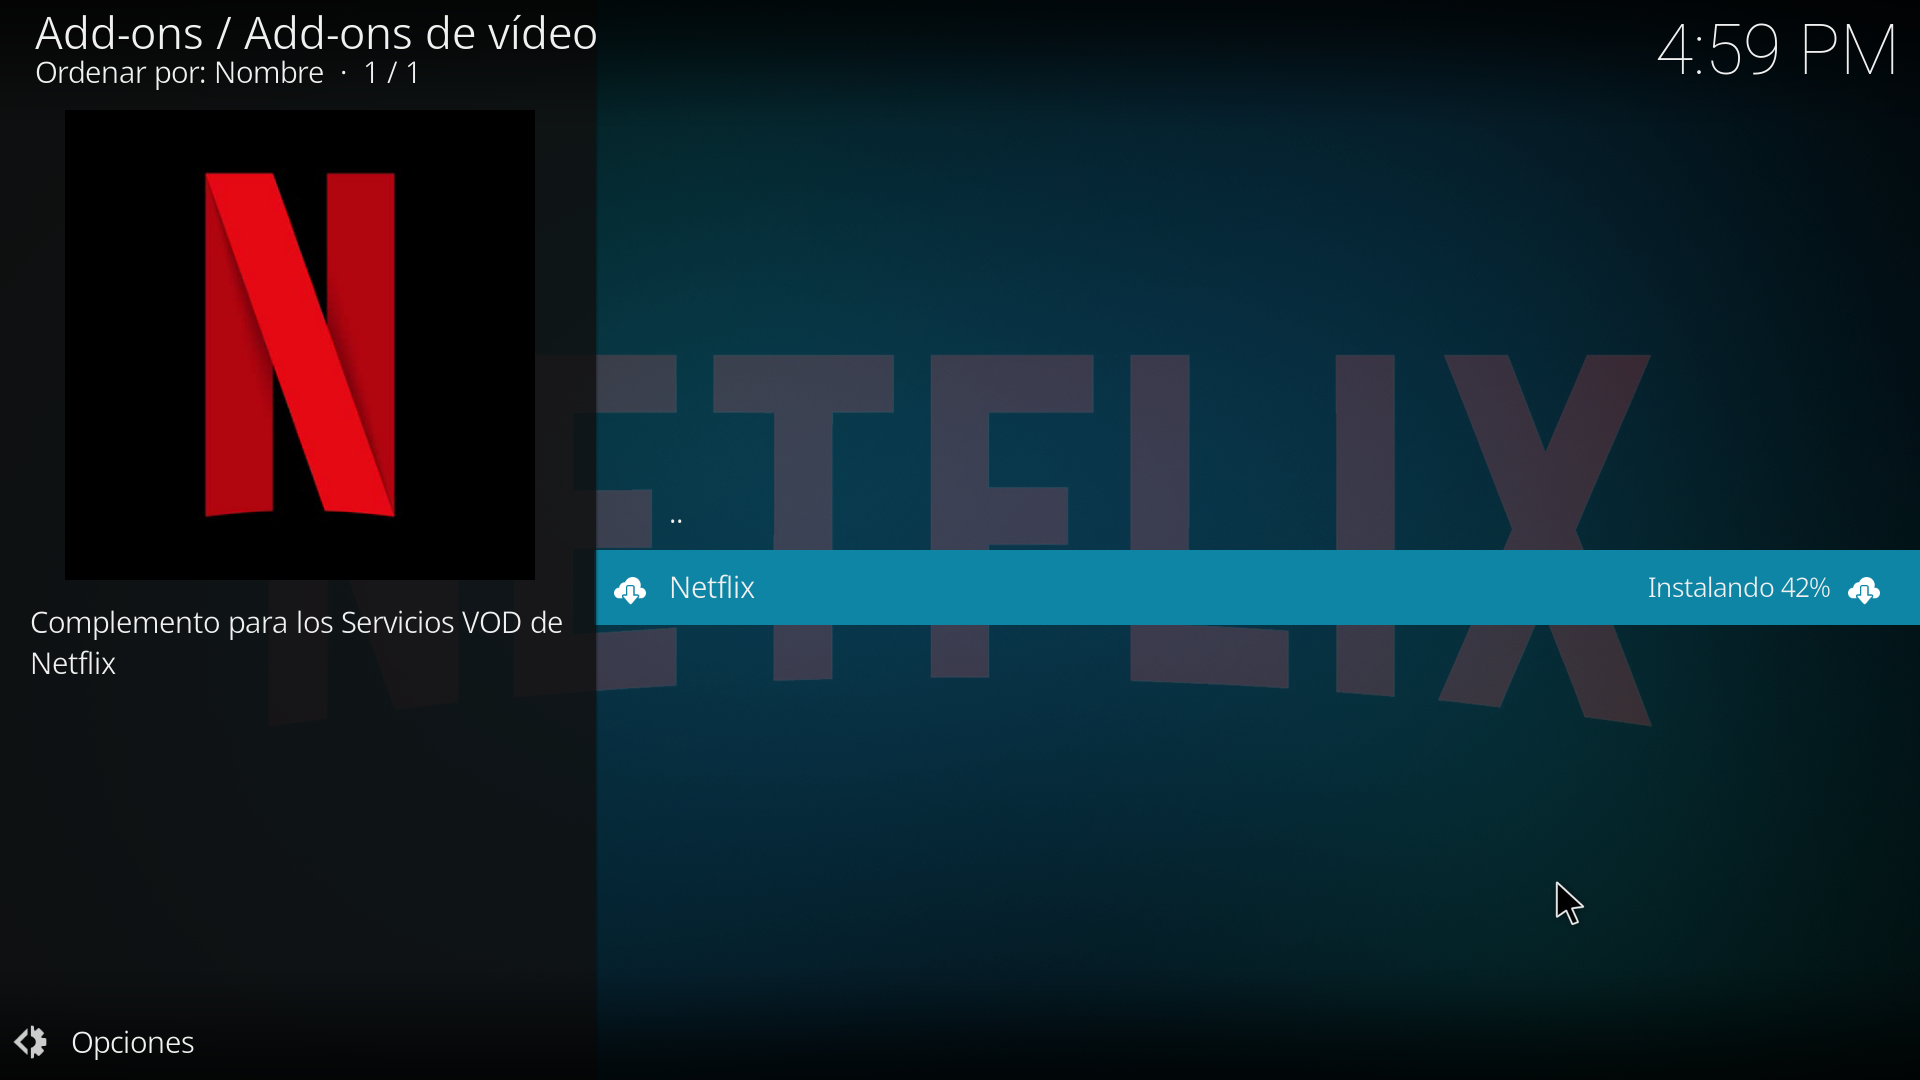 Add-ons / Add-ons de vídeo
Ordenar por: Nombre · 1 / 1
4:59 PM
NETFLIX
..
Netflix
Instalando 42%
Complemento para los Servicios VOD de
Netflix
Opciones